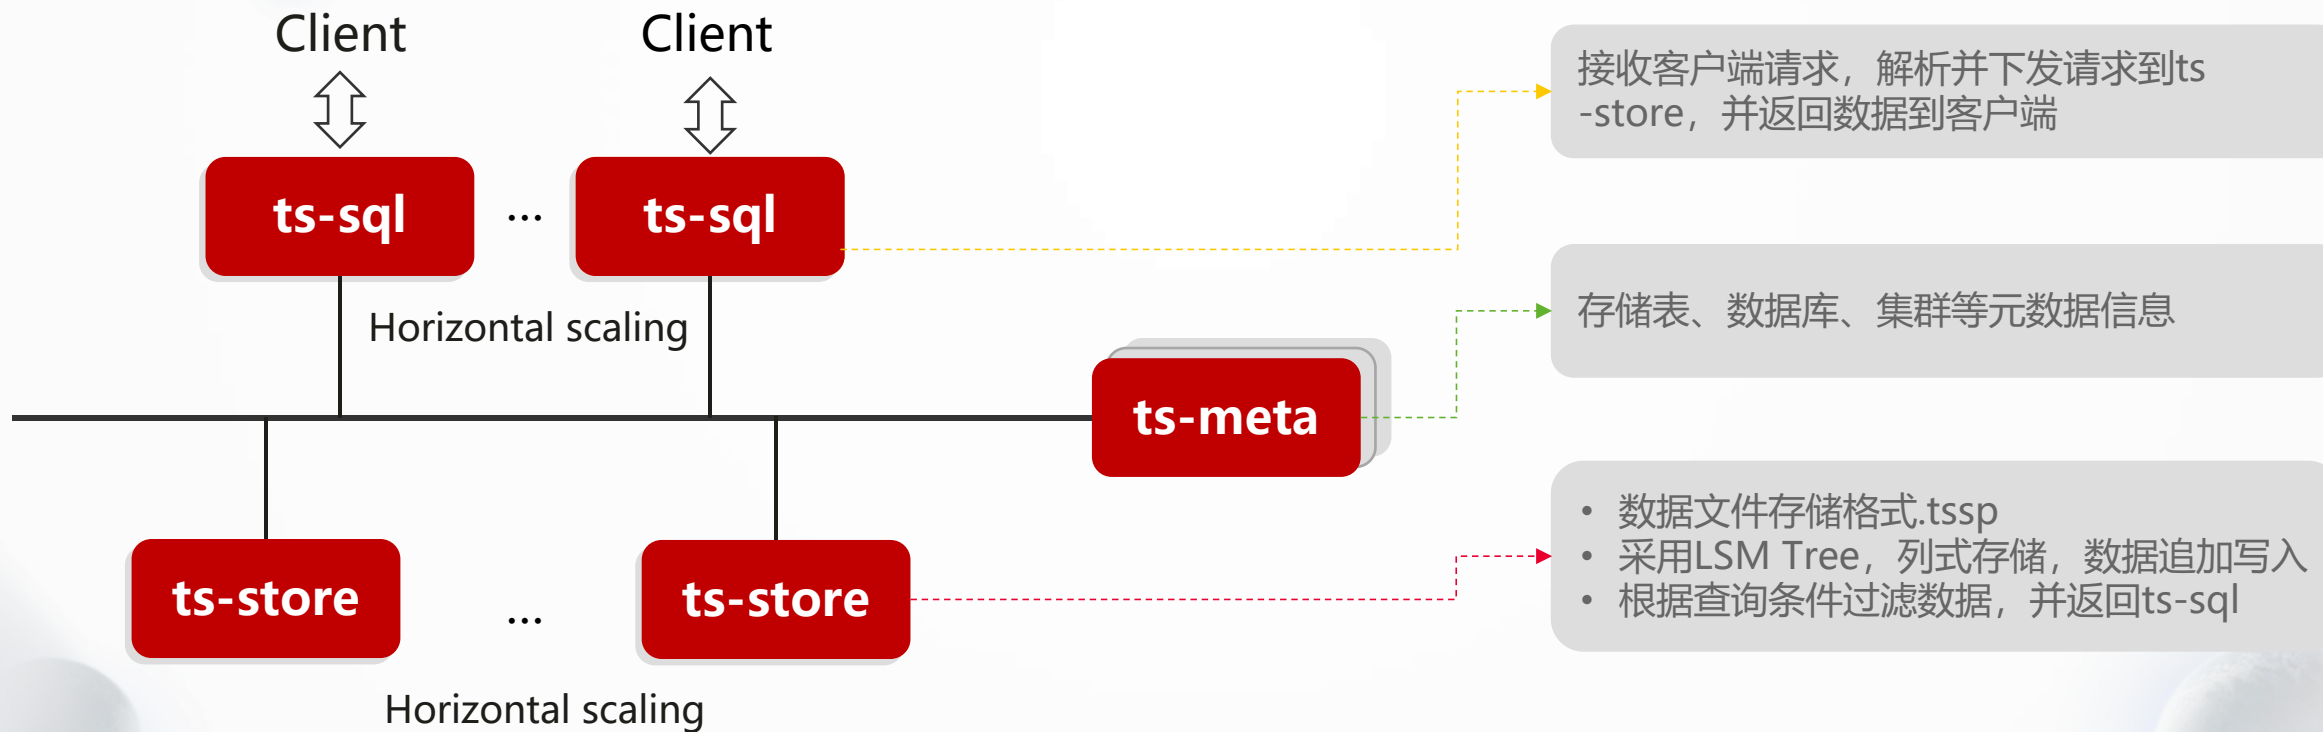 Client
Client
ts-sql
...
ts-sql
Horizontal scaling
ts-meta
ts-store
...
ts-store
Horizontal scaling
接收客户端请求，解析并下发请求到ts
-store，并返回数据到客户端
存储表、数据库、集群等元数据信息
• 数据文件存储格式.tssp
• 采用LSM Tree，列式存储，数据追加写入
• 根据查询条件过滤数据，并返回ts-sql